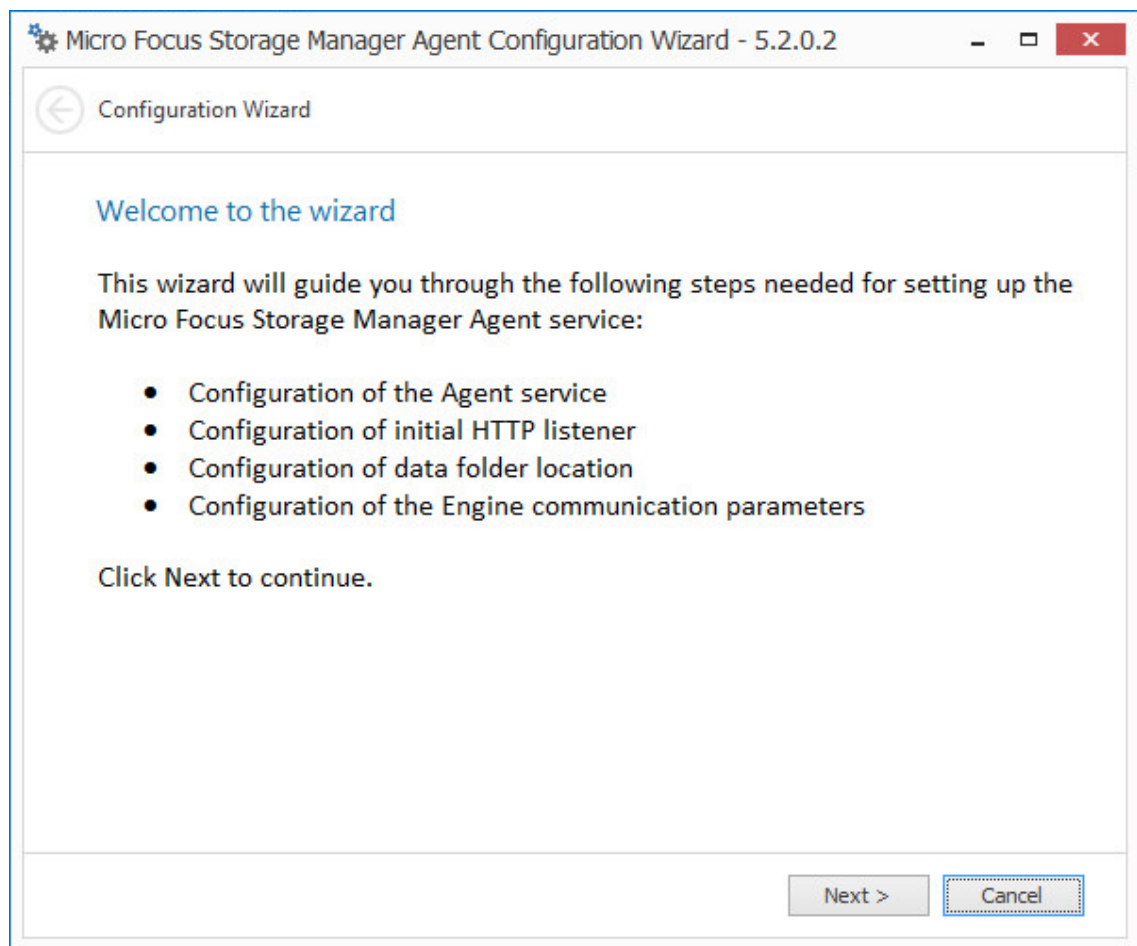 Micro Focus Storage Manager Agent Configuration Wizard - 5.2.0.2
Configuration Wizard
Welcome to the wizard
This wizard will guide you through the following steps needed for setting up the
Micro Focus Storage Manager Agent service:
• Configuration of the Agent service
• Configuration of initial HTTP listener
• Configuration of data folder location
• Configuration of the Engine communication parameters
Click Next to continue.
Next >
Cancel